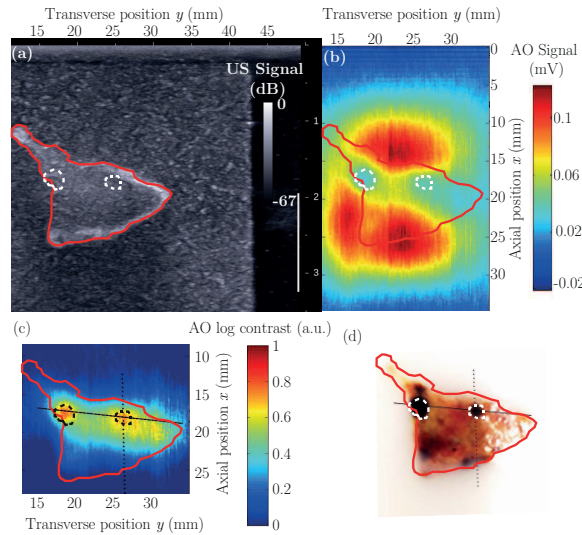 Transverse position y (mm)
15 20 25 30
(a)
US Signal
(dB)
0
-67
1
2
3
Transverse position y (mm)
15 20 25 30
(b)
0
5
10
15
20
25
30
Axial position x (mm)
AO Signal
(mV)
0.1
0.06
0.02
-0.02
(c)
AO log contrast (a.u.)
10
15
20
25
Axial position x (mm)
15 20 25 30
Transverse position y (mm)
1
0.8
0.6
0.4
0.2
0
(d)